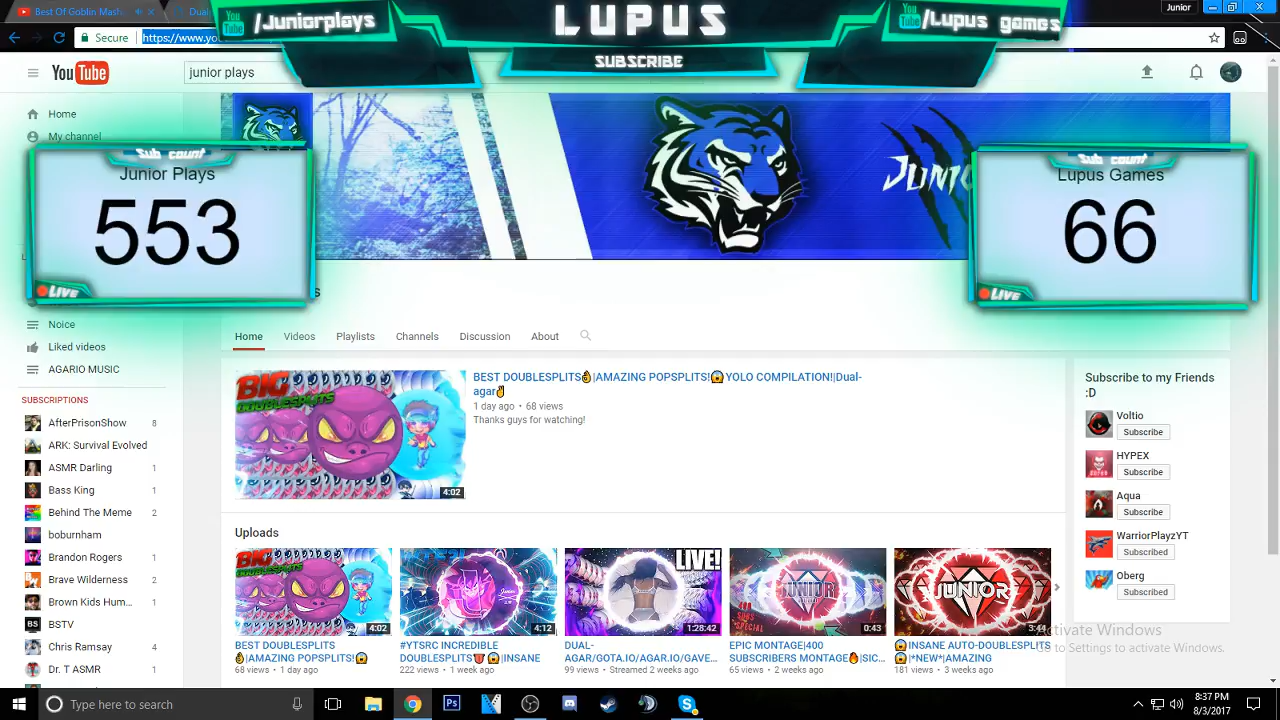 Best Of Goblin Mash
Dual
/Juniorplays
LUPUS
SUBSCRIBE
/Lupus games
Junior
Secure
https://www.yo
YouTube
junior plays
Home
My channel
Sub count
Junior Plays
553
LIVE
JUNIO
Sub count
Lupus Games
66
LIVE
s
Noice
Liked videos
AGARIO MUSIC
SUBSCRIPTIONS
AfterPrisonShow 8
ARK: Survival Evolved
ASMR Darling 1
Bass King 1
Behind The Meme 2
boburnham
Brandon Rogers 1
Brave Wilderness 2
Brown Kids Hum... 1
BSTV
Chris Ramsay 1
Dr. T ASMR 1
Home Videos Playlists Channels Discussion About
BIG
DOUBLESPLITS
4:02
BEST DOUBLESPLITS👌|AMAZING POPSPLITS!😱YOLO COMPILATION!|Dual-
agar✌
1 day ago • 68 views
Thanks guys for watching!
Uploads
BIG
DOUBLESPLITS
4:02
BEST DOUBLESPLITS
👌|AMAZING POPSPLITS!😱
68 views • 1 day ago
4:12
#YTSRC INCREDIBLE
DOUBLESPLITS👹😱|INSANE
222 views • 1 week ago
LIVE!
1:28:42
DUAL-
AGAR/GOTA.IO/AGAR.IO/GAVE...
99 views • Streamed 2 weeks ago
JUNIOR
0:43
EPIC MONTAGE|400
SUBSCRIBERS MONTAGE🔥|SIC...
65 views • 2 weeks ago
JUNIOR
3:44
😱INSANE AUTO-DOUBLESPLITS
😱|*NEW*|AMAZING
181 views • 3 weeks ago
Subscribe to my Friends
:D
Voltio
Subscribe
HYPEX
Subscribe
Aqua
Subscribe
WarriorPlayzYT
Subscribed
Oberg
Subscribed
Activate Windows
Go to Settings to activate Windows.
Type here to search
8:37 PM
8/3/2017